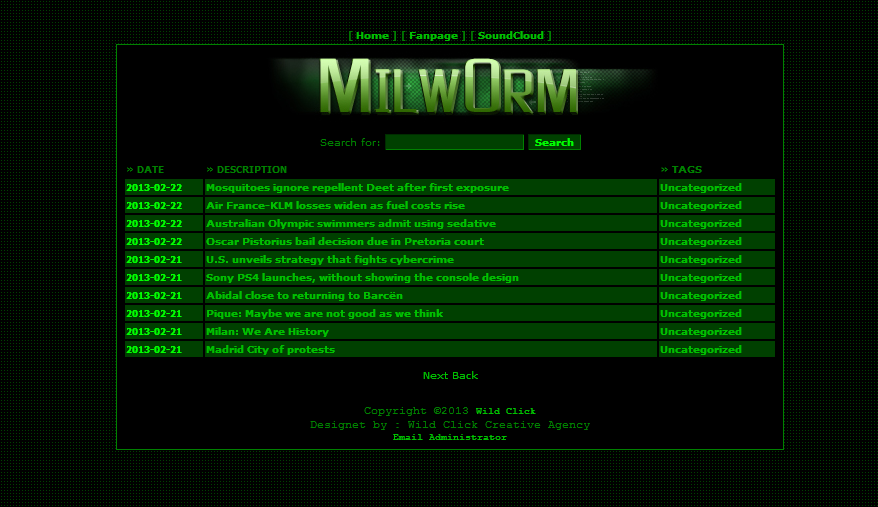 [ Home ] [ Fanpage ] [ SoundCloud ]
MILW0RM
Search for: Search
» DATE » DESCRIPTION » TAGS
2013-02-22 Mosquitoes ignore repellent Deet after first exposure Uncategorized
2013-02-22 Air France-KLM losses widen as fuel costs rise Uncategorized
2013-02-22 Australian Olympic swimmers admit using sedative Uncategorized
2013-02-22 Oscar Pistorius bail decision due in Pretoria court Uncategorized
2013-02-21 U.S. unveils strategy that fights cybercrime Uncategorized
2013-02-21 Sony PS4 launches, without showing the console design Uncategorized
2013-02-21 Abidal close to returning to Barcën Uncategorized
2013-02-21 Pique: Maybe we are not good as we think Uncategorized
2013-02-21 Milan: We Are History Uncategorized
2013-02-21 Madrid City of protests Uncategorized
Next Back
Copyright ©2013 Wild Click
Designet by : Wild Click Creative Agency
Email Administrator